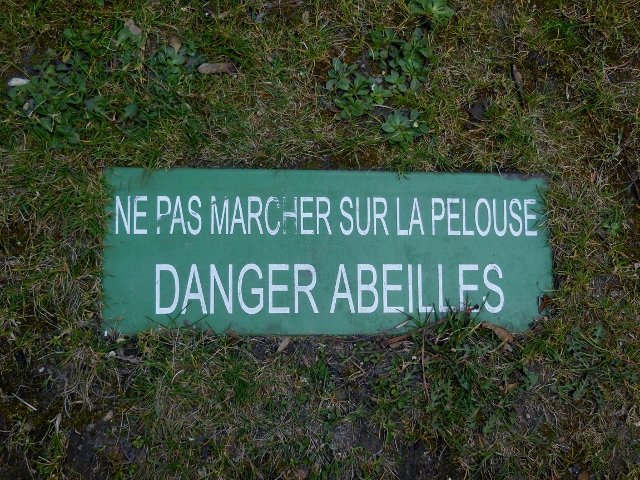 NE PAS MARCHER SUR LA PELOUSE
DANGER ABEILLES